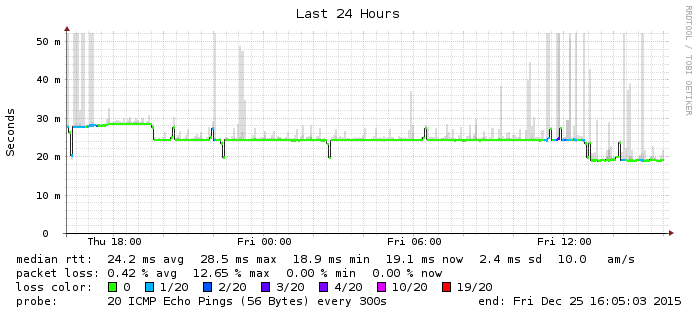 Last 24 Hours
RRDTOOL / TOBI OETIKER
Seconds
50 m
40 m
30 m
20 m
10 m
0
Thu 18:00 Fri 00:00 Fri 06:00 Fri 12:00
median rtt: 24.2 ms avg 28.5 ms max 18.9 ms min 19.1 ms now 2.4 ms sd 10.0 am/s
packet loss: 0.42 % avg 12.65 % max 0.00 % min 0.00 % now
loss color: 0 1/20 2/20 3/20 4/20 10/20 19/20
probe: 20 ICMP Echo Pings (56 Bytes) every 300s end: Fri Dec 25 16:05:03 2015